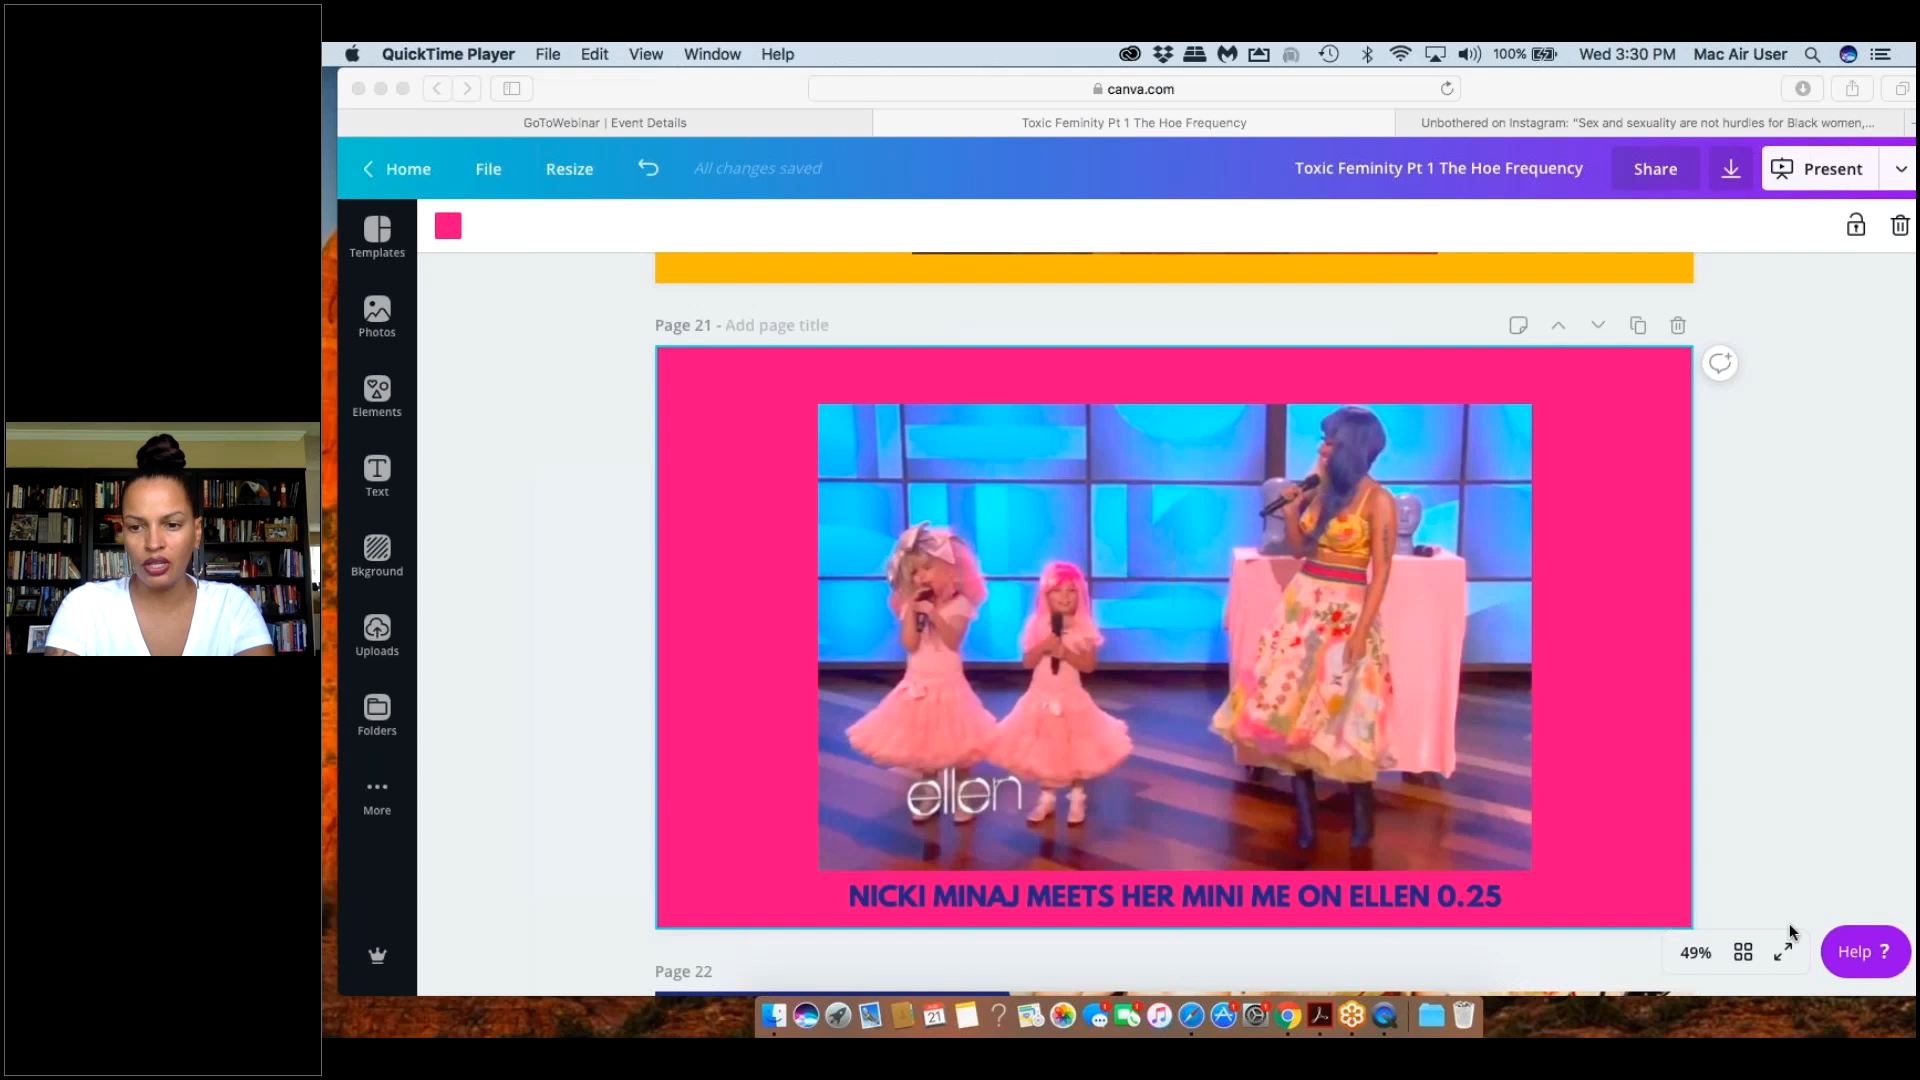 QuickTime Player File Edit View Window Help 100% Wed 3:30 PM Mac Air User
canva.com
GoToWebinar | Event Details
Toxic Feminity Pt 1 The Hoe Frequency
Unbothered on Instagram: "Sex and sexuality are not hurdles for Black women,...
Home File Resize All changes saved Toxic Feminity Pt 1 The Hoe Frequency Share Present
Templates
Photos
Elements
Text
Bkground
Uploads
Folders
More
Page 21 - Add page title
ellen
NICKI MINAJ MEETS HER MINI ME ON ELLEN 0.25
49% Help ?
Page 22
21